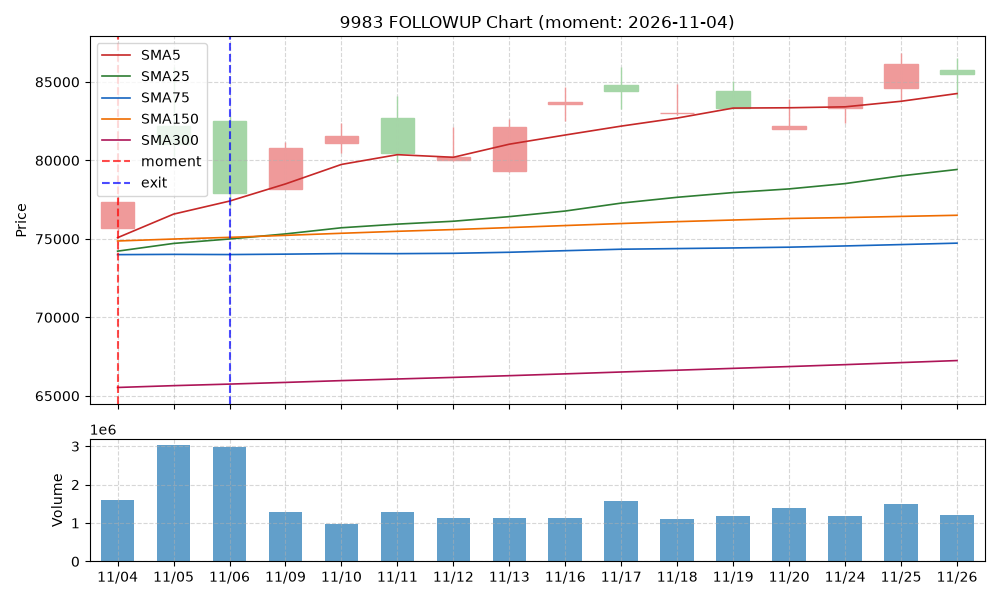 9983 FOLLOWUP Chart (moment: 2026-11-04)
SMA5
SMA25
SMA75
SMA150
SMA300
moment
exit
Price
85000
80000
75000
70000
65000
1e6
Volume
3
2
1
0
11/04 11/05 11/06 11/09 11/10 11/11 11/12 11/13 11/16 11/17 11/18 11/19 11/20 11/24 11/25 11/26